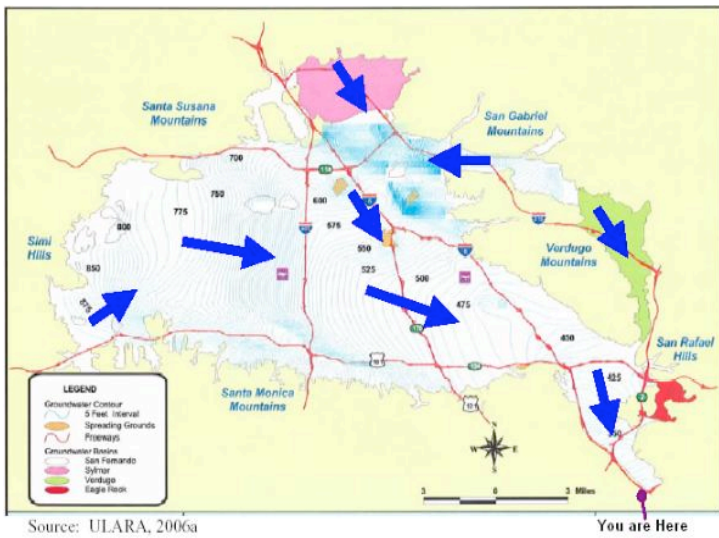 Santa Susana
Mountains
San Gabriel
Mountains
700
750
775
800
Simi
Hills
850
875
600
675
550
525
500
475
Verdugo
Mountains
400
425
San Rafael
Hills
Santa Monica
Mountains
LEGEND
Groundwater Contour
5 Feet Interval
Spreading Grounds
Freeways
Groundwater Basins
San Fernando
Sylmar
Verdugo
Eagle Rock
N
W
E
S
3
0
3 Miles
Source: ULARA, 2006a
You are Here